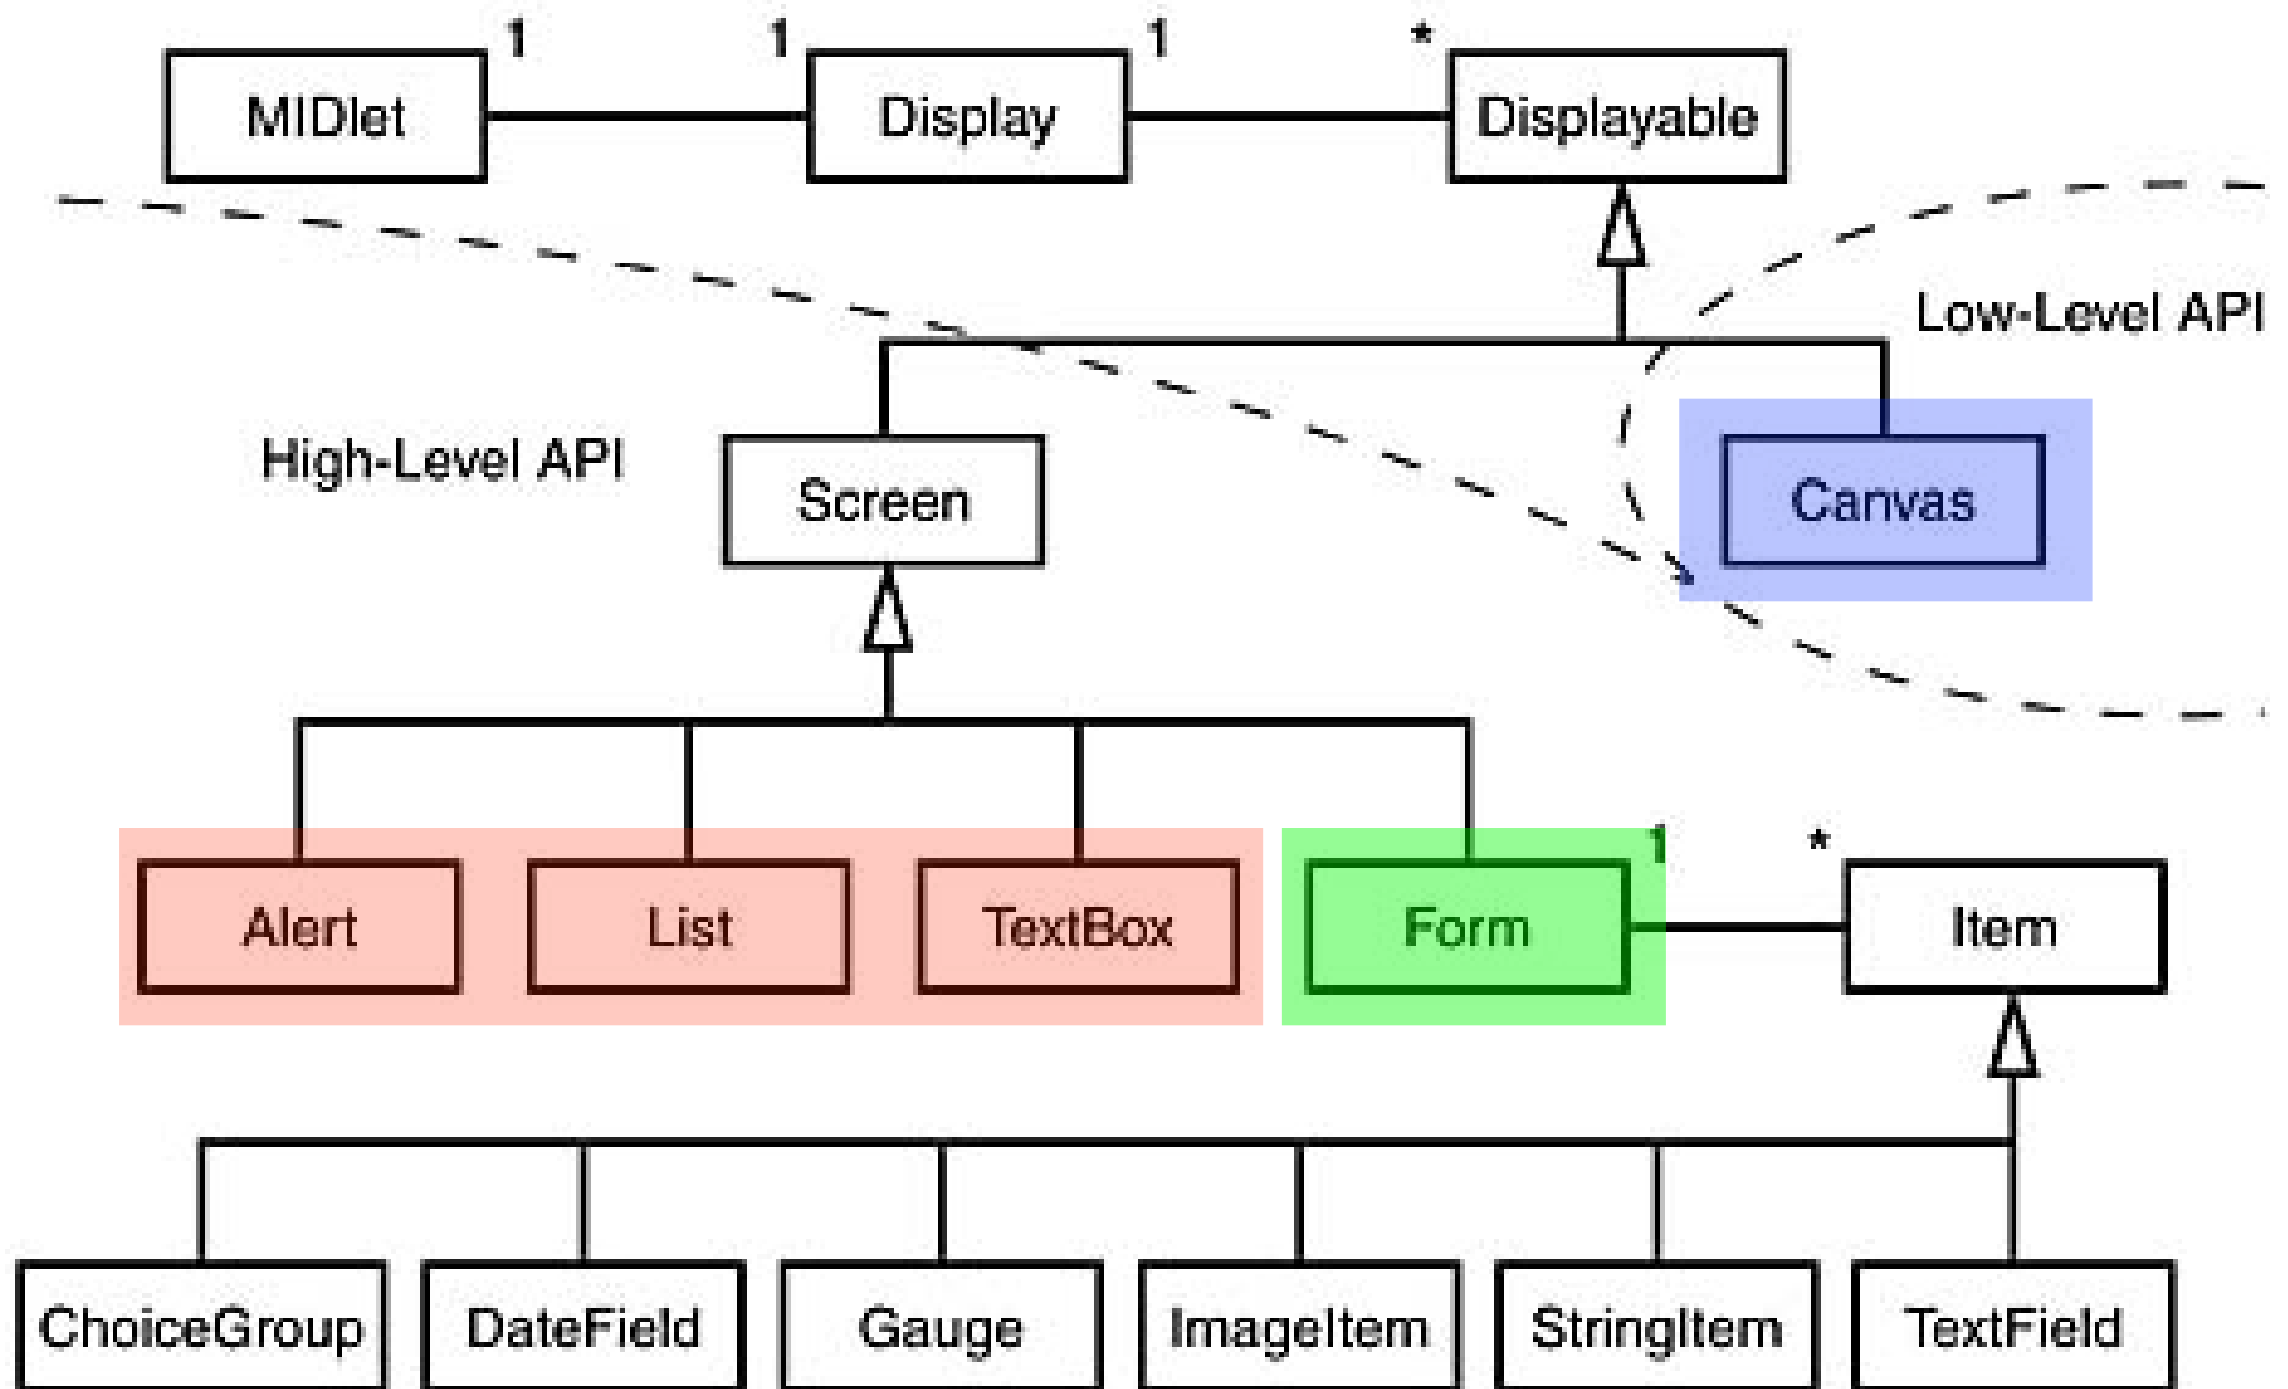 1 1 1 *
MIDlet Display Displayable
Low-Level API
High-Level API
Screen Canvas
1 *
Alert List TextBox Form Item
ChoiceGroup DateField Gauge ImageItem StringItem TextField